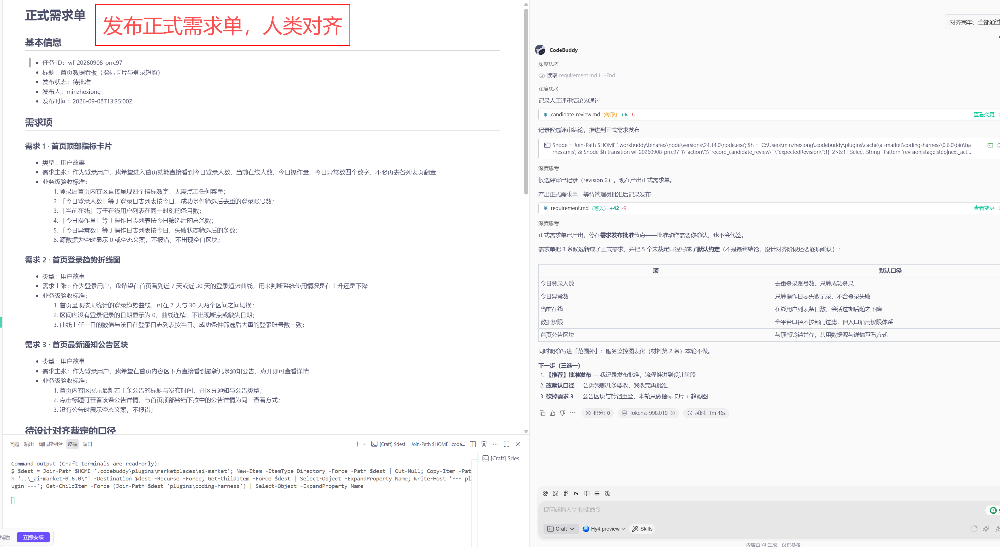 正式需求单
发布正式需求单，人类对齐
基本信息
任务 ID：wf-20260908-prrc97
标题：首页数据看板（指标卡片与登录趋势）
发布状态：待批准
发布人：minzhexiong
发布时间：2026-09-08T13:35:00Z
需求项
需求 1 · 首页顶部指标卡片
类型：用户故事
需求主张：作为登录用户，我希望进入首页就能直接看到今日登录人数、当前在线人数、今日操作量、今日异常数四个数字，不必再去各列表页翻查
业务级验收标准：
1. 登录后首页内容区直接呈现四个指标数字，无需点击任何菜单；
2. 「今日登录人数」等于登录日志列表按今日、成功条件筛选后去重的登录账号数；
3. 「当前在线」等于在线用户列表在同一时刻的条目数；
4. 「今日操作量」等于操作日志列表按今日筛选后的总条数；
5. 「今日异常数」等于操作日志列表按今日、失败状态筛选后的条数；
6. 源数据为空时显示 0 或空态文案，不报错、不出现空白区块；
需求 2 · 首页登录趋势折线图
类型：用户故事
需求主张：作为登录用户，我希望在首页看到近 7 天或近 30 天的登录趋势曲线，用来判断系统使用情况是在上升还是下降
业务级验收标准：
1. 首页呈现按天统计的登录趋势曲线，可在 7 天与 30 天两个区间之间切换；
2. 区间内没有登录记录的日期显示为 0，曲线连续，不出现断点或缺失日期；
3. 曲线上任一日的数值与该日在登录日志列表按当日、成功条件筛选后去重的登录账号数一致；
需求 3 · 首页最新通知公告区块
类型：用户故事
需求主张：作为登录用户，我希望在首页内容区下方直接看到最新几条通知公告，点开即可查看详情
业务级验收标准：
1. 首页内容区展示最新若干条公告的标题与发布时间，并区分通知与公告类型；
2. 点击标题可查看该条公告详情，与首页顶部铃铛下拉中的公告详情为同一查看方式；
3. 没有公告时展示空态文案，不报错；
待设计对齐裁定的口径
问题 输出 调试控制台 终端 端口
[Craft] $dest = Join-Path $HOME '.code...
[Craft] $des...
Command output (Craft terminals are read-only):
$ $dest = Join-Path $HOME '.codebuddy\plugins\marketplaces\ai-market'; New-Item -ItemType Directory -Force -Path $dest | Out-Null; Copy-Item -Pat
h '..\_ai-market-0.6.0\*' -Destination $dest -Recurse -Force; Get-ChildItem -Force $dest | Select-Object -ExpandProperty Name; Write-Host '--- pl
ugin ---'; Get-ChildItem -Force (Join-Path $dest 'plugins\coding-harness') | Select-Object -ExpandProperty Name
稍后 立即安装
对齐完毕，全部通过
CodeBuddy
深度思考
读取 requirement.md L1-End
深度思考
记录人工评审结论为通过
candidate-review.md (修改) +6 -6 查看变更
记录候选评审结论，推进到正式需求发布
$node = Join-Path $HOME '.workbuddy\binaries\node\versions\24.14.0\node.exe'; $h = 'C:\Users\minzhexiong\.codebuddy\plugins\cache\ai-market\coding-harness\0.6.0\bin\ha
rness.mjs'; & $node $h transition wf-20260908-prrc97 '{\"action\":\"record_candidate_review\",\"expectedRevision\":1}' 2>&1 | Select-String -Pattern 'revision|stage|step|next_act...
深度思考
候选评审已记录（revision 2）。现在产出正式需求单。
产出正式需求单，等待管理员批准后记录发布
requirement.md (写入) +42 -9 查看变更
深度思考
正式需求单已产出，停在需求发布批准节点——批准动作需要你确认，我不会代签。
需求单把 3 条候选转成了正式需求，并把 5 个未裁定口径写成了默认约定（不是最终结论，设计对齐阶段还要逐项确认）：
项 默认口径
今日登录人数 去重登录账号数，只算成功登录
今日异常数 只算操作日志失败记录，不含登录失败
当前在线 在线用户列表条目数，会话过期后随之下降
数据权限 全平台口径不按部门过滤，但入口沿用权限体系
首页公告区块 与顶部铃铛并存，共用数据源与详情查看方式
同时明确写进「范围外」：服务监控图表化（材料第 2 条）本轮不做。
下一步（三选一）
1. 【推荐】批准发布 — 我记录发布批准，流程推进到设计阶段
2. 改默认口径 — 告诉我哪几条要改，我改完再批准
3. 砍掉需求 3 — 公告区块与铃铛重叠，本轮只做指标卡片 + 趋势图
积分: 0 Tokens: 998,010 耗时: 1m 46s
提问或输入"/"快捷命令
Craft Hy4 preview Skills
内容由 AI 生成，仅供参考